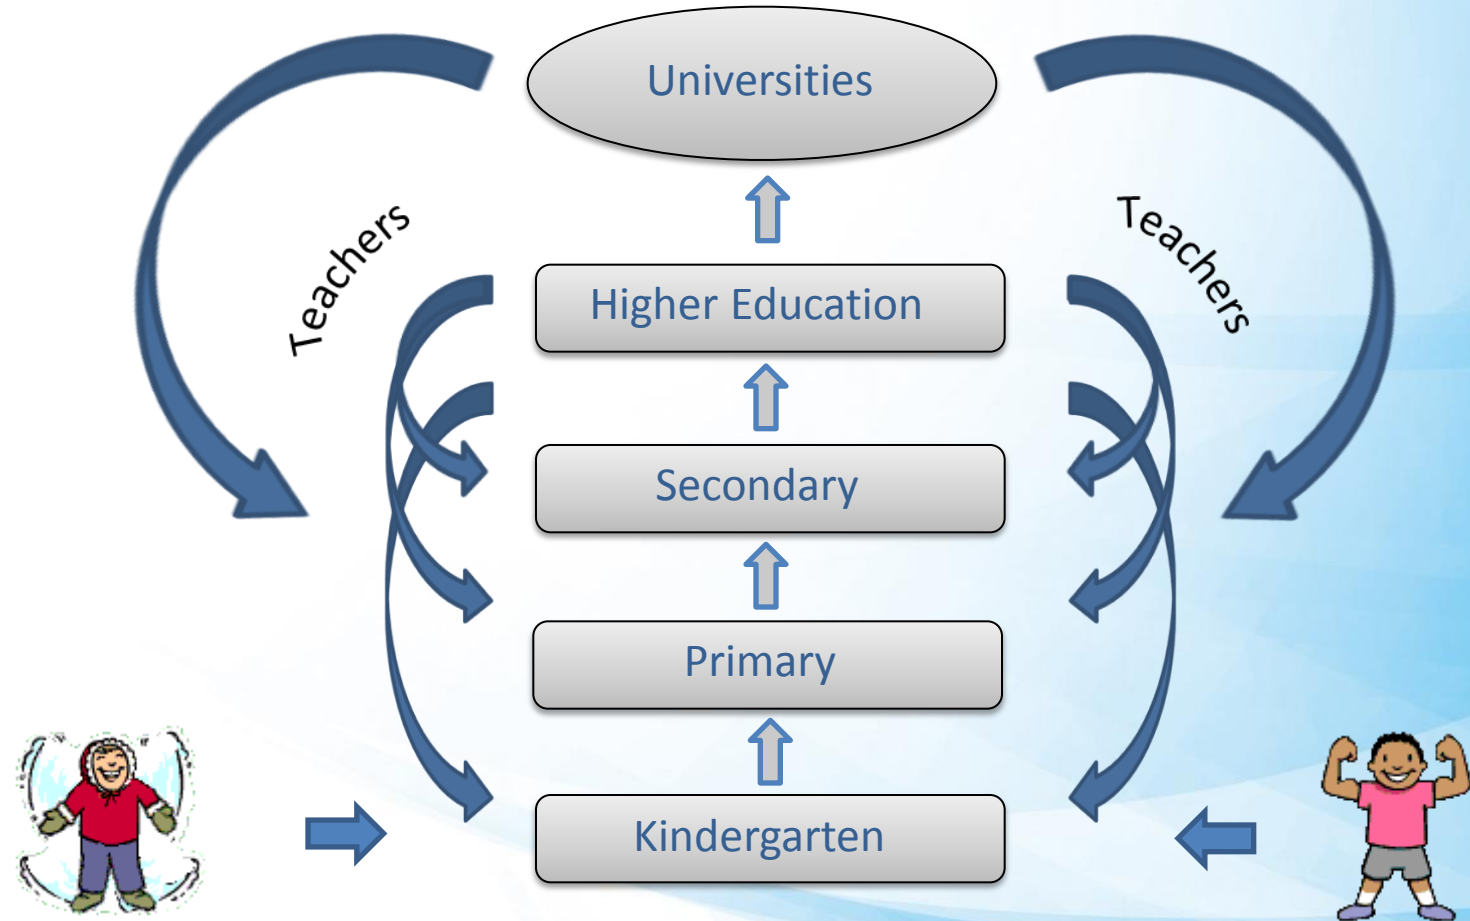 Universities
Teachers
Teachers
Higher Education
Secondary
Primary
Kindergarten